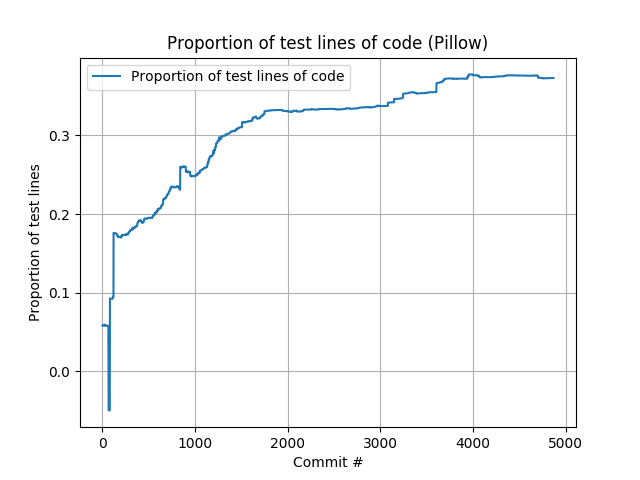 Proportion of test lines of code (Pillow)
Proportion of test lines of code
Proportion of test lines
0.3
0.2
0.1
0.0
0
1000
2000
3000
4000
5000
Commit #